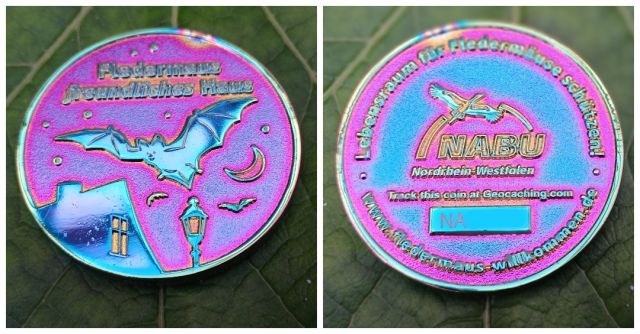 Fledermaus
freundliches Haus
Lebensraum für Fledermäuse schützen!
NABU
Nordrhein-Westfalen
Track this coin at Geocaching.com
NA
www.fledermaus-willkommen.de